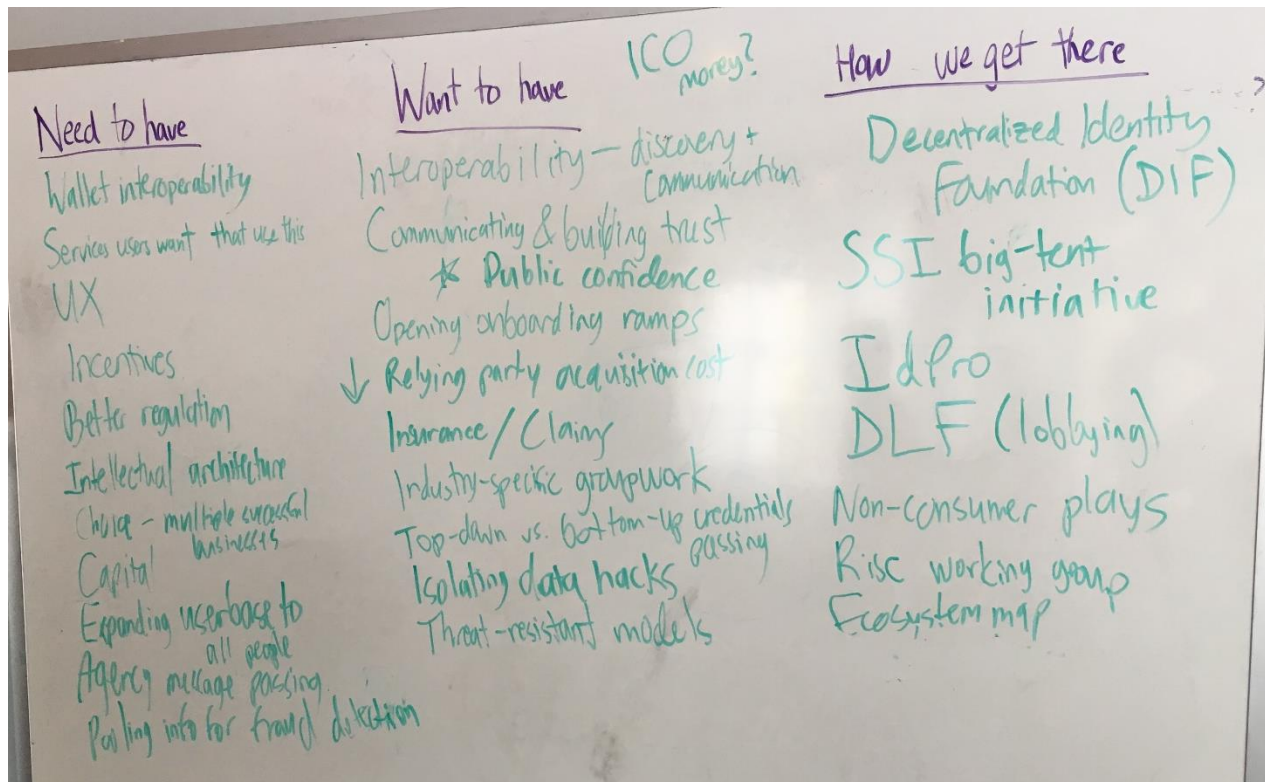 Need to have
Wallet interoperability
Services users want that use this
UX
Incentives
Better regulation
Intellectual architecture
Choice - multiple successful
businesses
Capital
Expanding userbase to
all people
Agency message passing
Pooling info for fraud detection
ICO
money?
Want to have
Interoperability - discovery +
communication
Communicating & building trust
* Public confidence
Opening onboarding ramps
↓ Relying party acquisition cost
Insurance / Claims
Industry-specific groupwork
Top-down vs. bottom-up credentials
passing
Isolating data hacks
Threat-resistant models
How we get there
Decentralized Identity
Foundation (DIF)
SSI big-tent
initiative
IdPro
DLF (lobbying)
Non-consumer plays
Risc working group
Ecosystem map